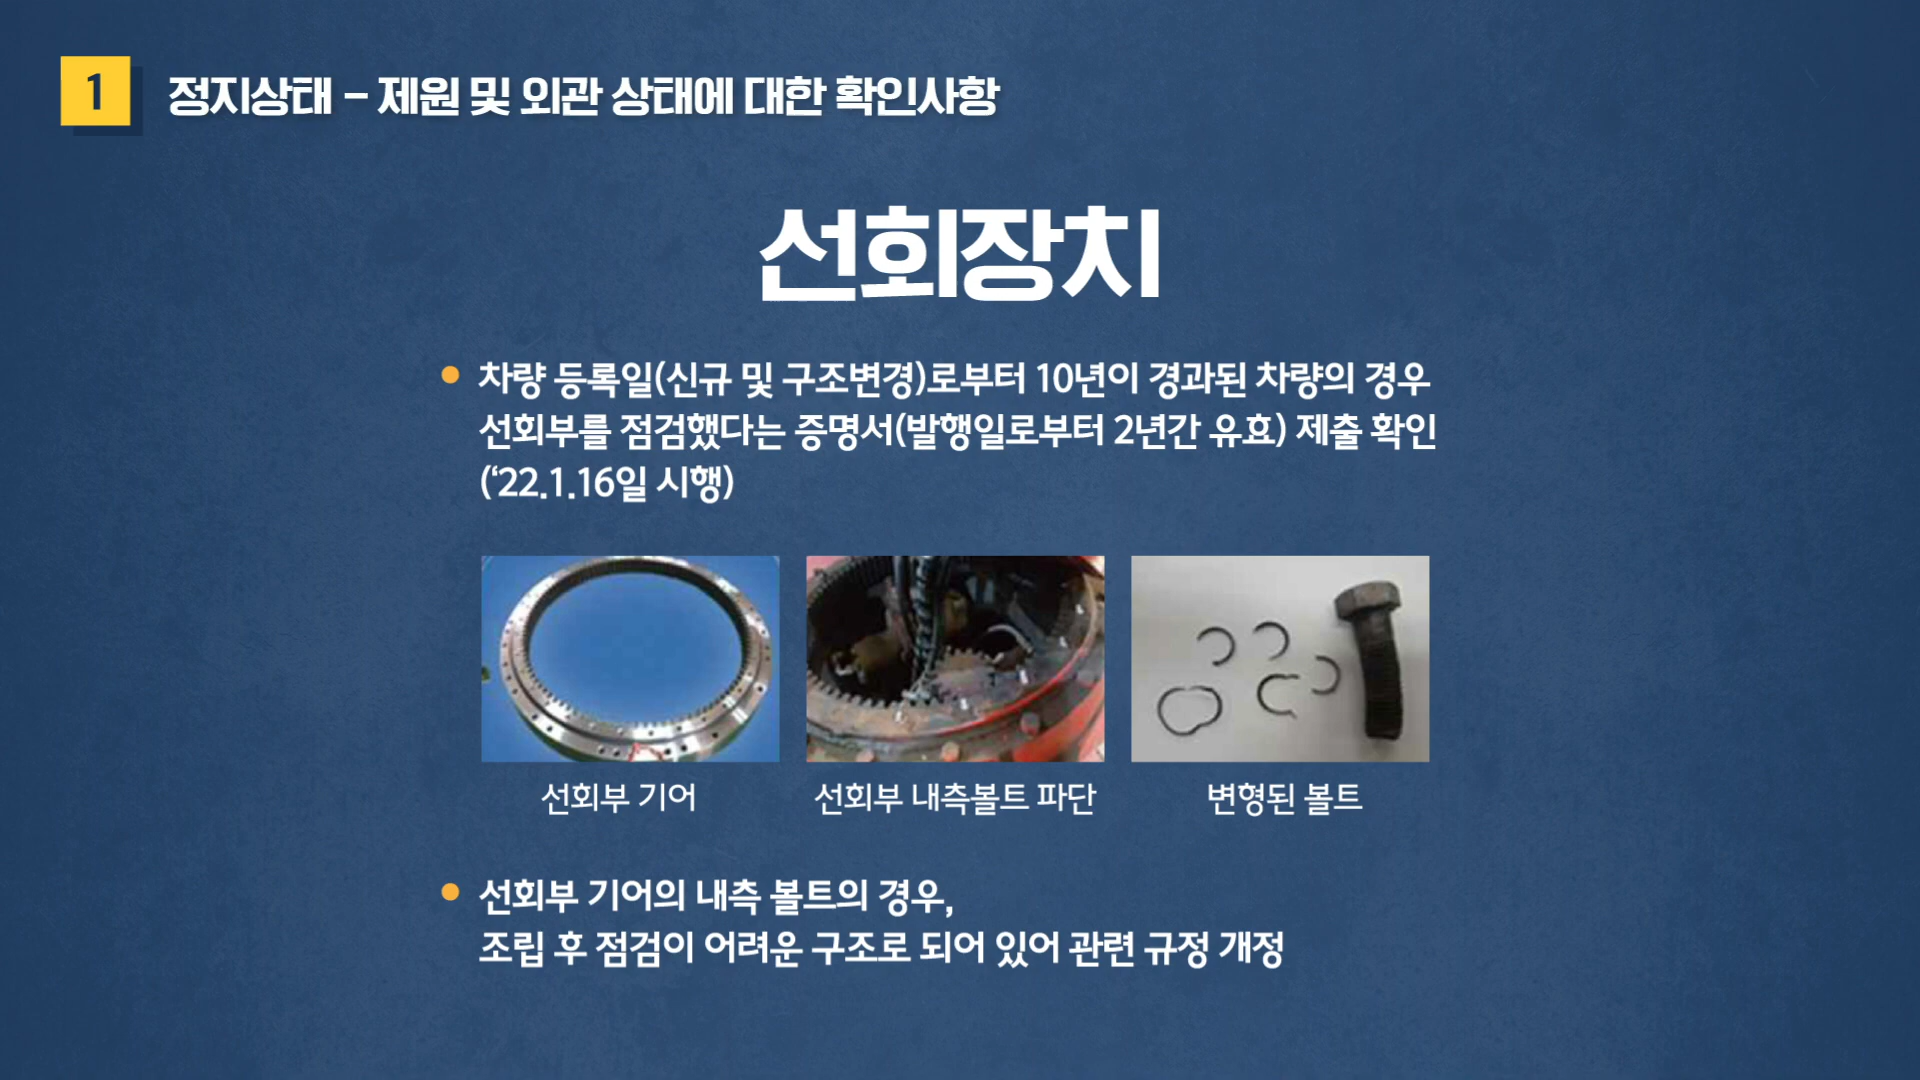 1
정지상태 - 제원 및 외관 상태에 대한 확인사항
선회장치
차량 등록일(신규 및 구조변경)로부터 10년이 경과된 차량의 경우
선회부를 점검했다는 증명서(발행일로부터 2년간 유효) 제출 확인
(‘22.1.16일 시행)
선회부 기어
선회부 내측볼트 파단
변형된 볼트
선회부 기어의 내측 볼트의 경우,
조립 후 점검이 어려운 구조로 되어 있어 관련 규정 개정